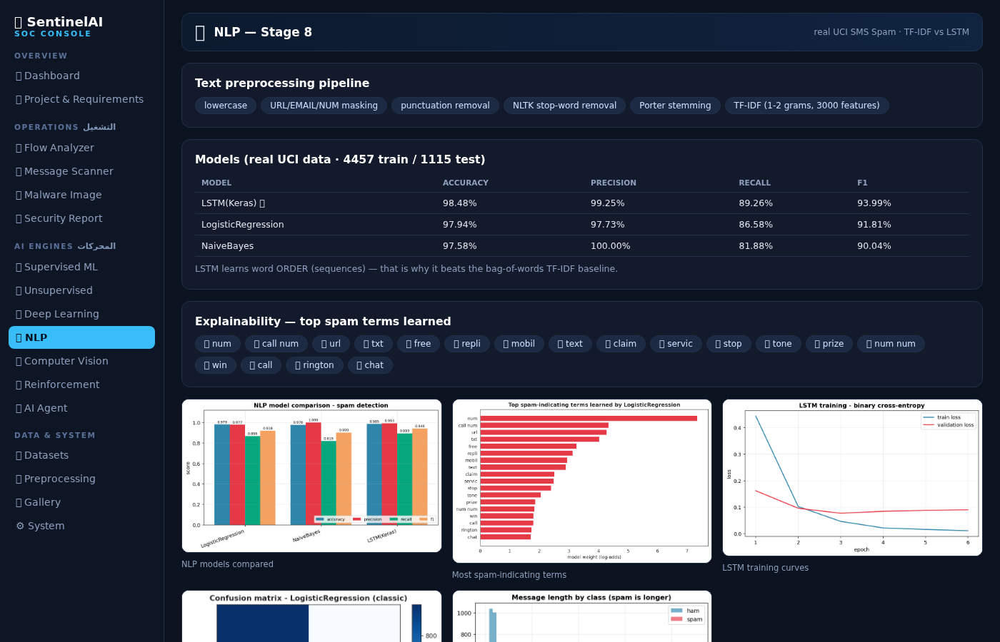 SentinelAI
SOC CONSOLE
OVERVIEW
Dashboard
Project & Requirements
OPERATIONS التشغيل
Flow Analyzer
Message Scanner
Malware Image
Security Report
AI ENGINES المحركات
Supervised ML
Unsupervised
Deep Learning
NLP
Computer Vision
Reinforcement
AI Agent
DATA & SYSTEM
Datasets
Preprocessing
Gallery
⚙ System
NLP — Stage 8
real UCI SMS Spam · TF-IDF vs LSTM
Text preprocessing pipeline
lowercase URL/EMAIL/NUM masking punctuation removal NLTK stop-word removal Porter stemming TF-IDF (1-2 grams, 3000 features)
Models (real UCI data · 4457 train / 1115 test)
MODEL ACCURACY PRECISION RECALL F1
LSTM(Keras) 98.48% 99.25% 89.26% 93.99%
LogisticRegression 97.94% 97.73% 86.58% 91.81%
NaiveBayes 97.58% 100.00% 81.88% 90.04%
LSTM learns word ORDER (sequences) — that is why it beats the bag-of-words TF-IDF baseline.
Explainability — top spam terms learned
num call num url txt free repli mobil text claim servic stop tone prize num num
win call rington chat
NLP model comparison - spam detection
0.979 0.977 0.866 0.918 0.976 1.000 0.819 0.900 0.985 0.993 0.893 0.940
score
1.0
0.8
0.6
0.4
0.2
0.0
accuracy precision recall f1
LogisticRegression NaiveBayes LSTM(Keras)
NLP models compared
Top spam-indicating terms learned by LogisticRegression
num
call num
url
txt
free
repli
mobil
text
claim
servic
stop
tone
prize
num num
win
call
rington
chat
0 1 2 3 4 5 6 7
model weight (log-odds)
Most spam-indicating terms
LSTM training - binary cross-entropy
train loss
validation loss
loss
0.4
0.3
0.2
0.1
0.0
1 2 3 4 5 6
epoch
LSTM training curves
Confusion matrix - LogisticRegression (classic)
800
Message length by class (spam is longer)
1000
800
ham
spam